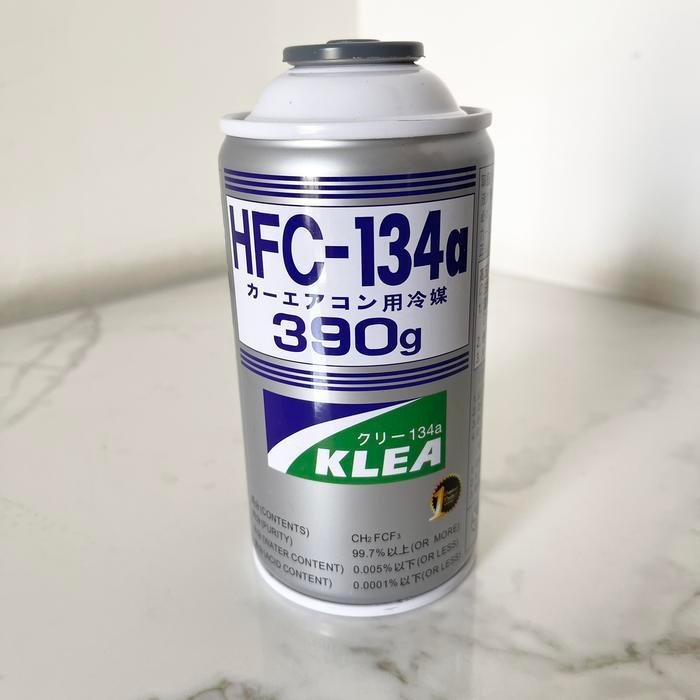 HFC-134a
カーエアコン用冷媒
390g
クリー134a
KLEA
(CONTENTS) CH₂FCF₃
(PURITY) 99.7%以上(OR MORE)
(WATER CONTENT) 0.005%以下(OR LESS)
(ACID CONTENT) 0.0001%以下(OR LESS)